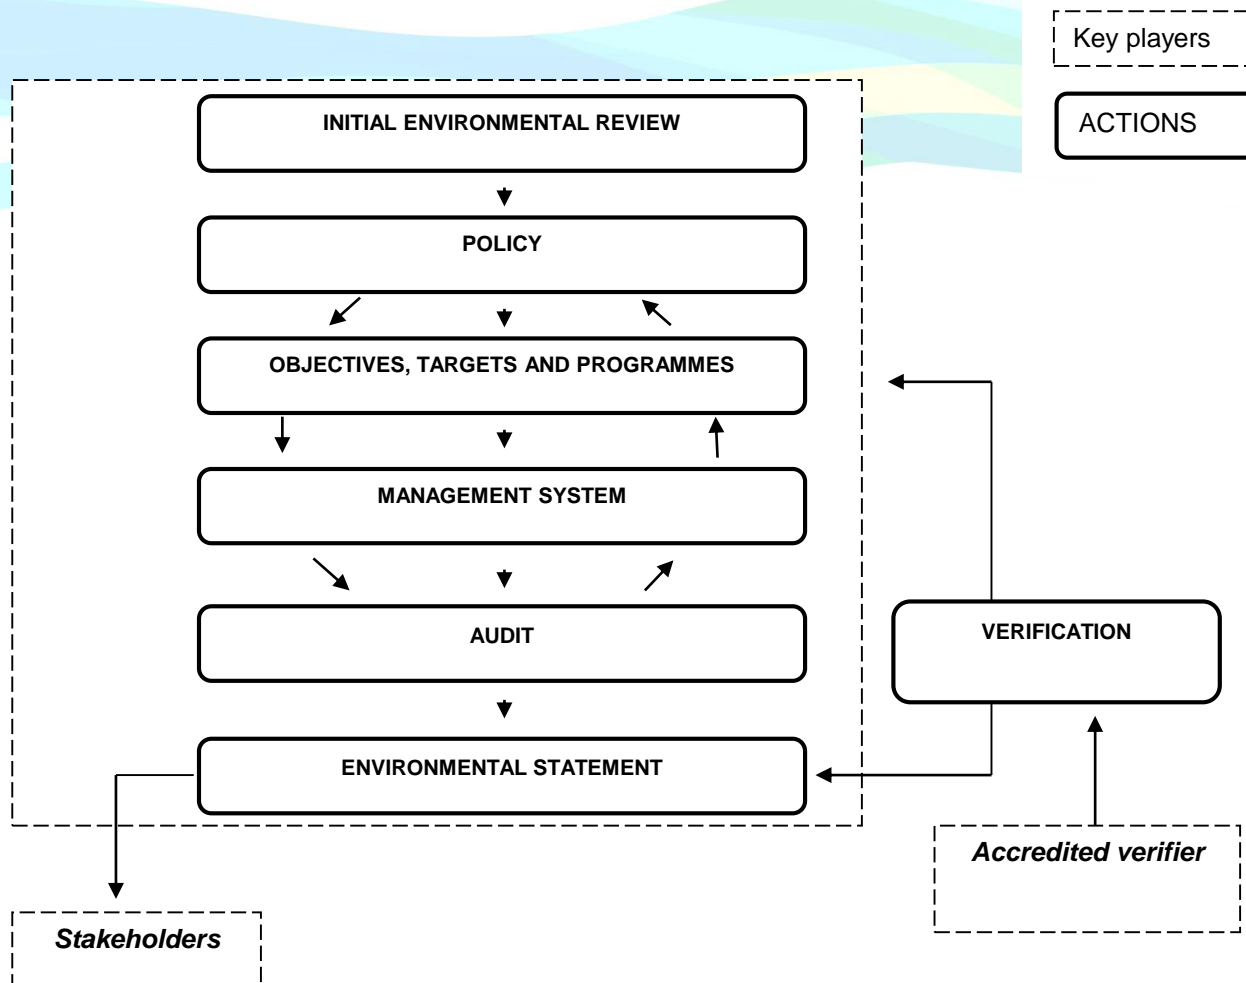 Key players
ACTIONS
INITIAL ENVIRONMENTAL REVIEW
POLICY
OBJECTIVES, TARGETS AND PROGRAMMES
MANAGEMENT SYSTEM
AUDIT
VERIFICATION
ENVIRONMENTAL STATEMENT
Accredited verifier
Stakeholders